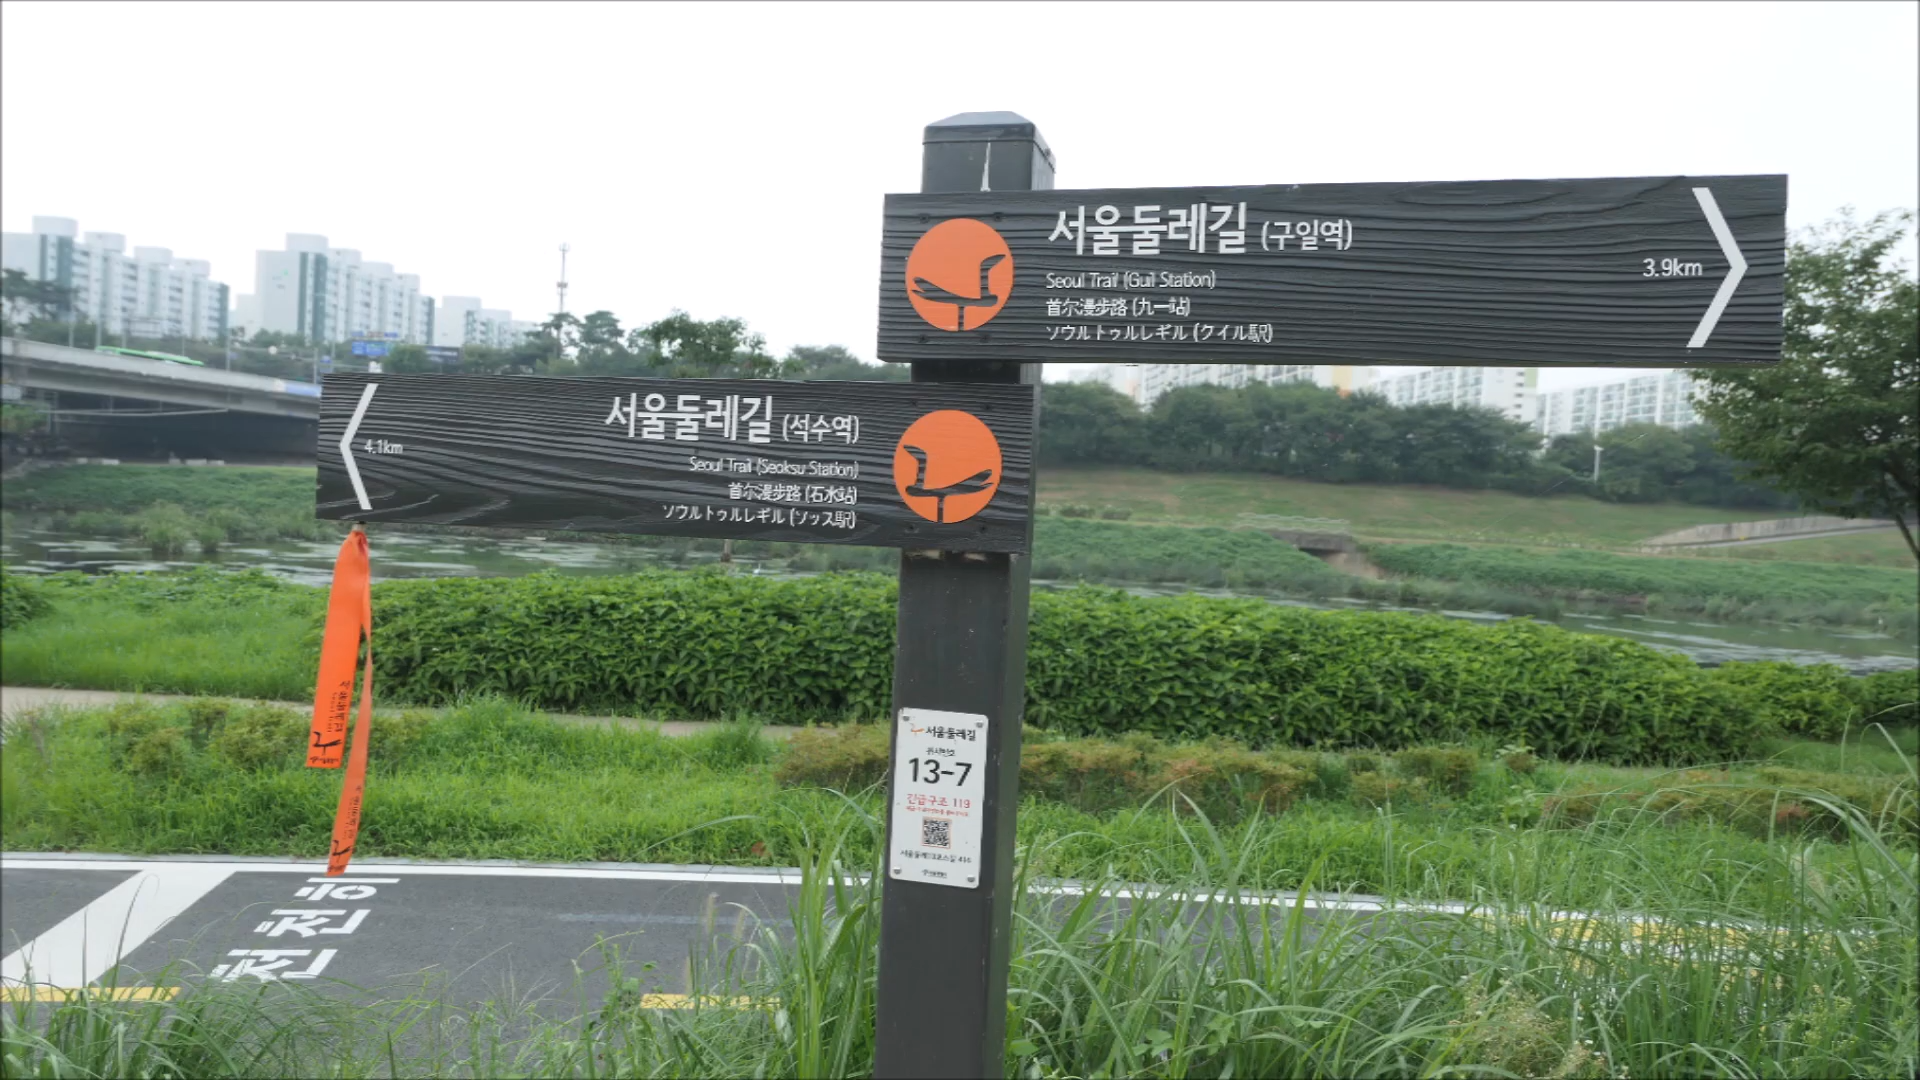 서울둘레길 (구일역)
Seoul Trail (Guil Station)
首尔漫步路 (九一站)
ソウルトゥルレギル (クイル駅)
3.9km
서울둘레길 (석수역)
4.1km
Seoul Trail (Seoksu Station)
首尔漫步路 (石水站)
ソウルトゥルレギル (ソッス駅)
서울둘레길
13-7
긴급구조 119
천천히